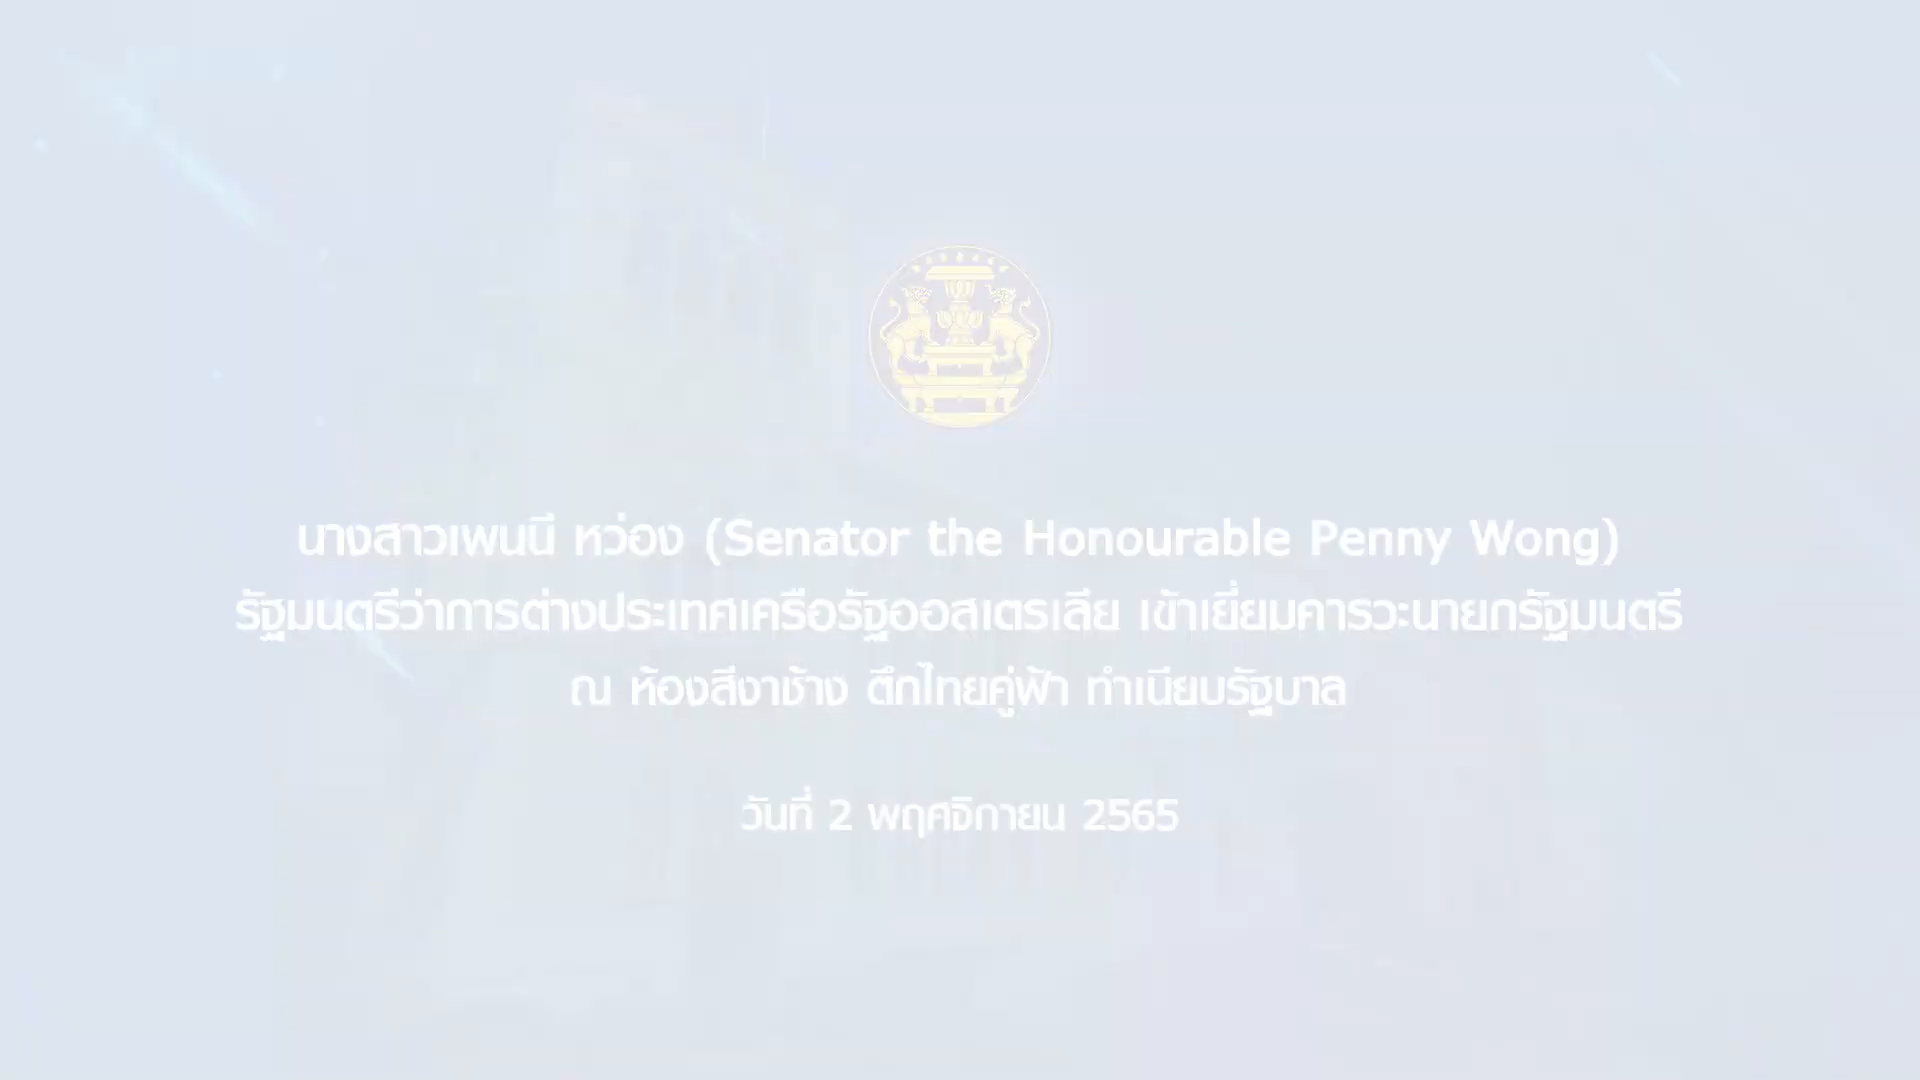 นางสาวเพนนี หว่อง (Senator the Honourable Penny Wong)
รัฐมนตรีว่าการต่างประเทศเครือรัฐออสเตรเลีย เข้าเยี่ยมคารวะนายกรัฐมนตรี
ณ ห้องสีงาช้าง ตึกไทยคู่ฟ้า ทำเนียบรัฐบาล
วันที่ 2 พฤศจิกายน 2565